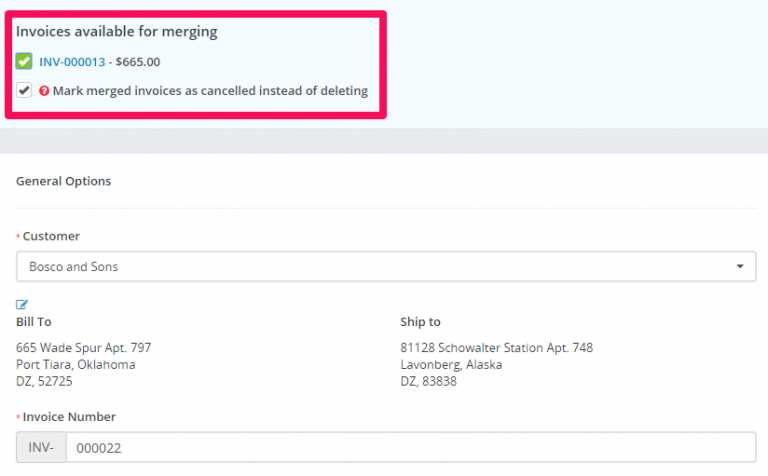 Invoices available for merging
INV-000013 - $665.00
Mark merged invoices as cancelled instead of deleting
General Options
* Customer
Bosco and Sons
Bill To
665 Wade Spur Apt. 797
Port Tiara, Oklahoma
DZ, 52725
Ship to
81128 Schowalter Station Apt. 748
Lavonberg, Alaska
DZ, 83838
* Invoice Number
INV- 000022